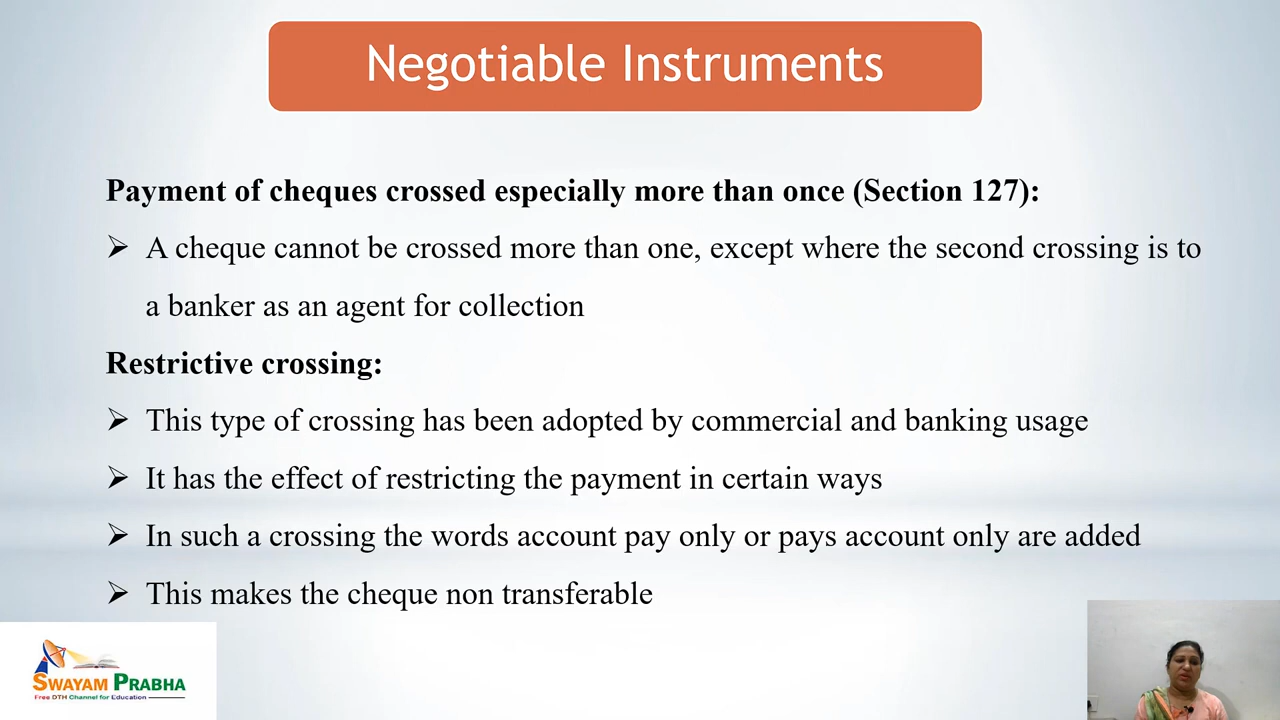 Negotiable Instruments
Payment of cheques crossed especially more than once (Section 127):
➢ A cheque cannot be crossed more than one, except where the second crossing is to
a banker as an agent for collection
Restrictive crossing:
➢ This type of crossing has been adopted by commercial and banking usage
➢ It has the effect of restricting the payment in certain ways
➢ In such a crossing the words account pay only or pays account only are added
➢ This makes the cheque non transferable
SWAYAM PRABHA
Free DTH Channel for Education